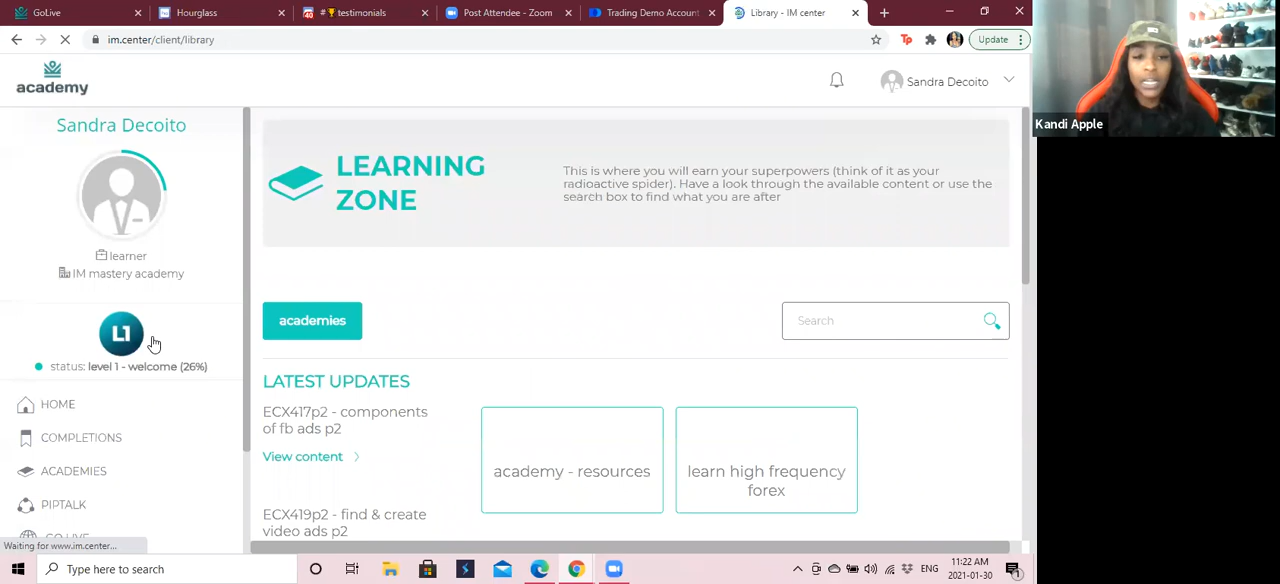 GoLive
Hourglass
# testimonials
Post Attendee - Zoom
Trading Demo Account
Library - IM center
im.center/client/library
Update
academy
Sandra Decoito
Kandi Apple
Sandra Decoito
LEARNING
ZONE
This is where you will earn your superpowers (think of it as your
radioactive spider). Have a look through the available content or use the
search box to find what you are after
learner
IM mastery academy
L1
status: level 1 - welcome (26%)
academies
Search
LATEST UPDATES
ECX417p2 - components
of fb ads p2
View content
ECX419p2 - find & create
video ads p2
academy - resources
learn high frequency
forex
HOME
COMPLETIONS
ACADEMIES
PIPTALK
GO LIVE
Waiting for www.im.center...
Type here to search
ENG
11:22 AM
2021-01-30